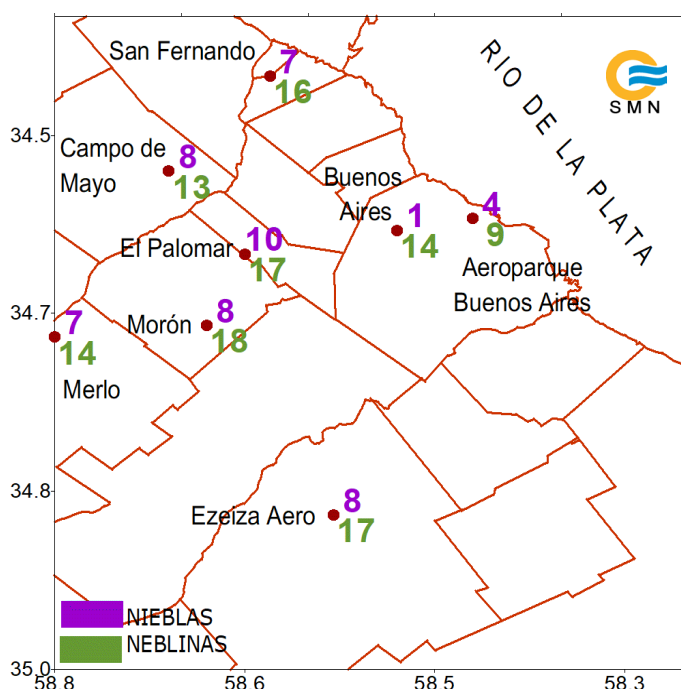 San Fernando
7
16
RIO DE LA PLATA
SMN
34.5
Campo de
Mayo
8
13
Buenos
Aires
1
14
4
9
El Palomar
10
17
Aeroparque
Buenos Aires
34.7
Morón
8
18
7
14
Merlo
34.8
Ezeiza Aero
8
17
NIEBLAS
NEBLINAS
35.0
58.8
58.6
58.5
58.3